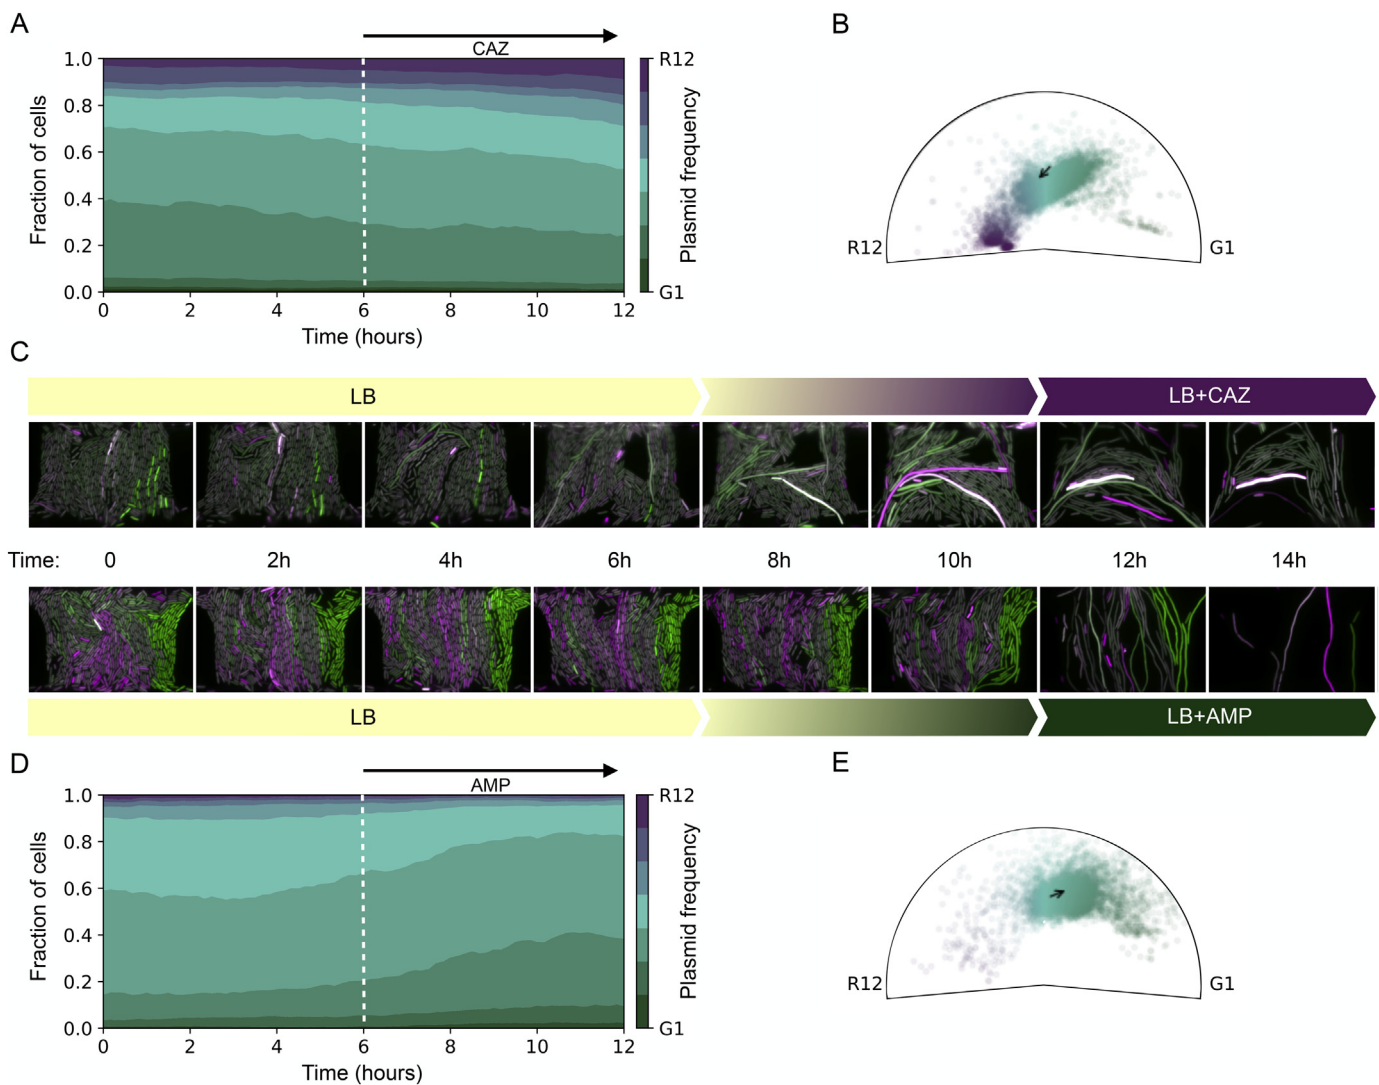 A
CAZ
1.0
0.8
0.6
0.4
0.2
0.0
Fraction of cells
0 2 4 6 8 10 12
Time (hours)
R12
Plasmid frequency
G1
B
R12 G1
C
LB LB+CAZ
Time: 0 2h 4h 6h 8h 10h 12h 14h
LB LB+AMP
D
AMP
1.0
0.8
0.6
0.4
0.2
0.0
Fraction of cells
0 2 4 6 8 10 12
Time (hours)
R12
Plasmid frequency
G1
E
R12 G1